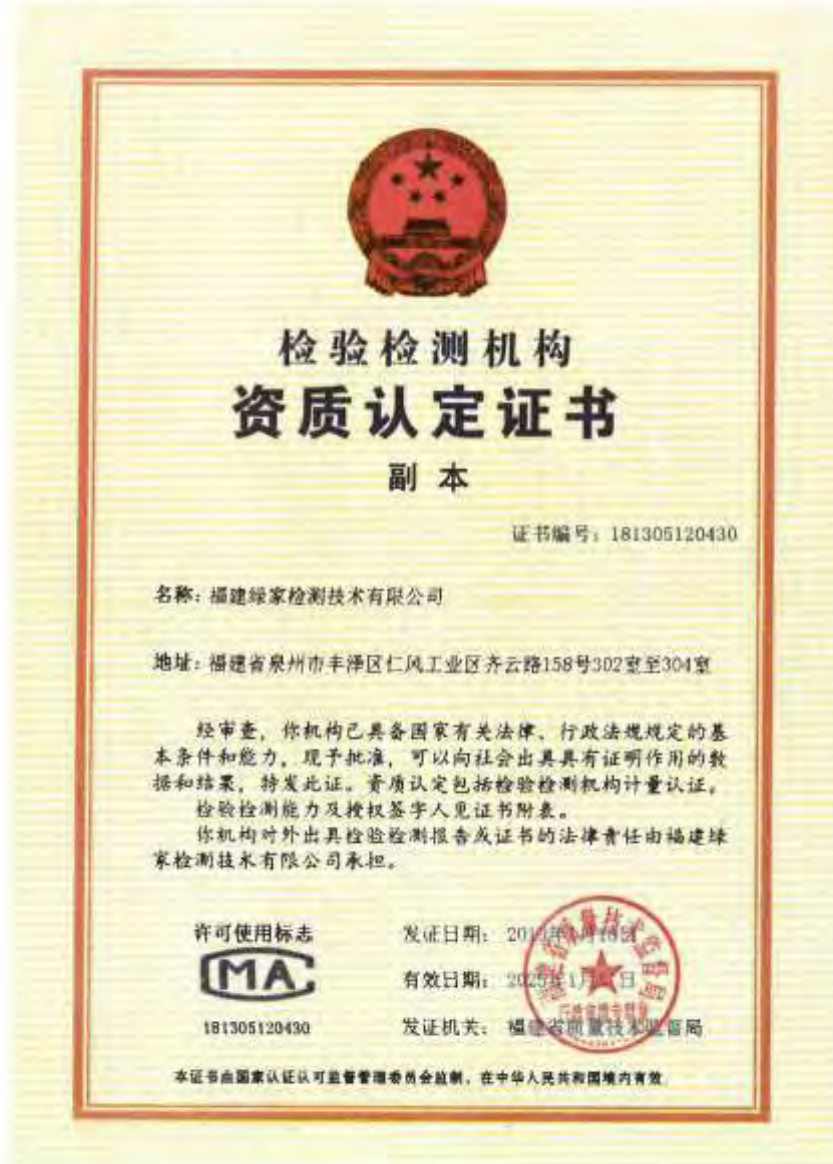 检验检测机构
资质认定证书
副本
证书编号：181305120430
名称：福建绿家检测技术有限公司
地址：福建省泉州市丰泽区仁风工业区齐云路158号302室至304室
经审查，你机构已具备国家有关法律、行政法规规定的基
本条件和能力，现予批准，可以向社会出具具有证明作用的数
据和结果，特发此证。资质认定包括检验检测机构计量认证。
检验检测能力及授权签字人见证书附表。
你机构对外出具检验检测报告或证书的法律责任由福建绿
家检测技术有限公司承担。
许可使用标志
MA
181305120430
发证日期：
有效日期：
发证机关：福建省质量技术监督局
福建省质量技术监督局
本证书由国家认证认可监督管理委员会监制，在中华人民共和国境内有效